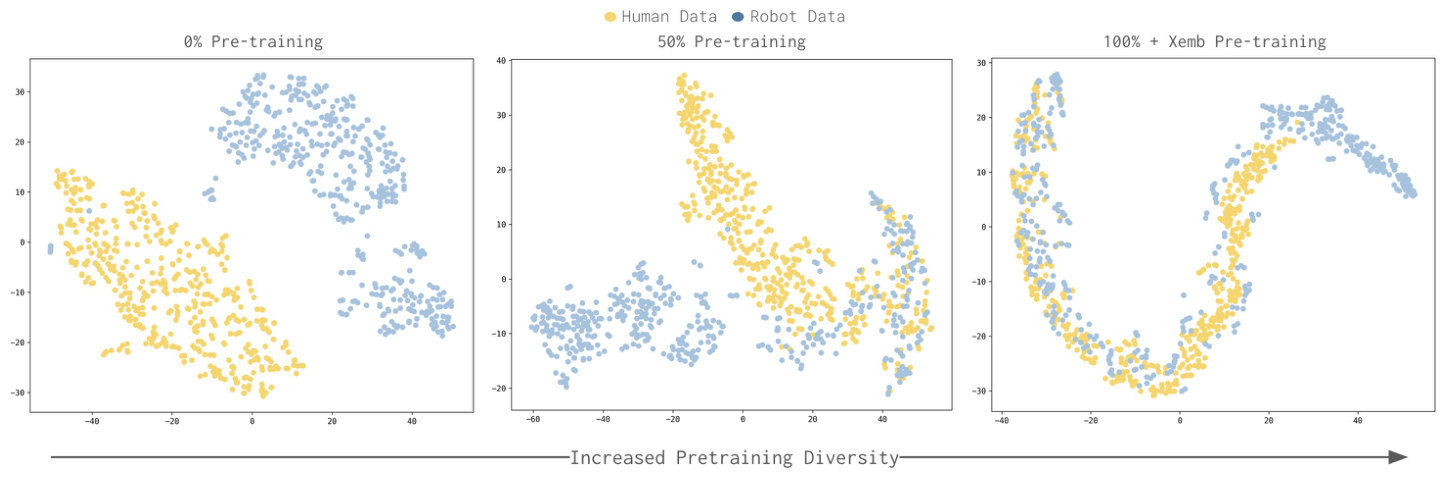 Human Data Robot Data
0% Pre-training
50% Pre-training
100% + Xemb Pre-training
30
20
10
0
−10
−20
−30
−40 −20 0 20 40
40
30
20
10
0
−10
−20
−60 −40 −20 0 20 40
30
20
10
0
−10
−20
−30
−40 −20 0 20 40
Increased Pretraining Diversity